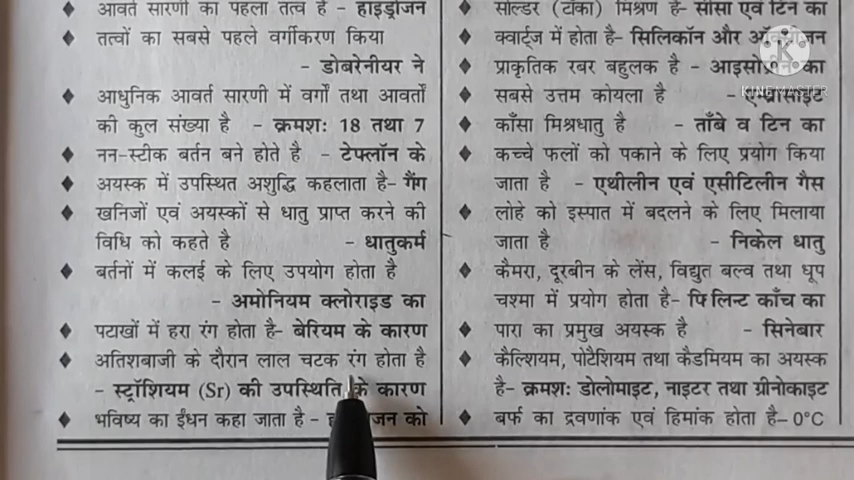 आवर्त सारणी का पहला तत्व है - हाइड्रोजन
तत्वों का सबसे पहले वर्गीकरण किया
- डोबरेनीयर ने
आधुनिक आवर्त सारणी में वर्गों तथा आवर्तों
की कुल संख्या है - क्रमशः 18 तथा 7
नन-स्टीक बर्तन बने होते है - टेफ्लॉन के
अयस्क में उपस्थित अशुद्धि कहलाता है- गैंग
खनिजों एवं अयस्कों से धातु प्राप्त करने की
विधि को कहते है - धातुकर्म
बर्तनों में कलई के लिए उपयोग होता है
- अमोनियम क्लोराइड का
पटाखों में हरा रंग होता है- बेरियम के कारण
अतिशबाजी के दौरान लाल चटक रंग होता है
- स्ट्रॉशियम (Sr) की उपस्थिति के कारण
भविष्य का ईंधन कहा जाता है - को
सोल्डर (टाँका) मिश्रण है- सीसा एवं टिन का
क्वार्ट्ज में होता है- सिलिकॉन और ऑक्सीजन
प्राकृतिक रबर बहुलक है - आइसोप्रीन का
सबसे उत्तम कोयला है - एन्थ्रासाइट
काँसा मिश्रधातु है - ताँबे व टिन का
कच्चे फलों को पकाने के लिए प्रयोग किया
जाता है - एथीलीन एवं एसीटिलीन गैस
लोहे को इस्पात में बदलने के लिए मिलाया
जाता है - निकेल धातु
कैमरा, दूरबीन के लेंस, विद्युत बल्व तथा धूप
चश्मा में प्रयोग होता है- फ्लिन्ट काँच का
पारा का प्रमुख अयस्क है - सिनेबार
कैल्शियम, पोटैशियम तथा कैडमियम का अयस्क
है- क्रमशः डोलोमाइट, नाइटर तथा ग्रीनोकाइट
बर्फ का द्रवणांक एवं हिमांक होता है- 0°C
K
KINEMASTER